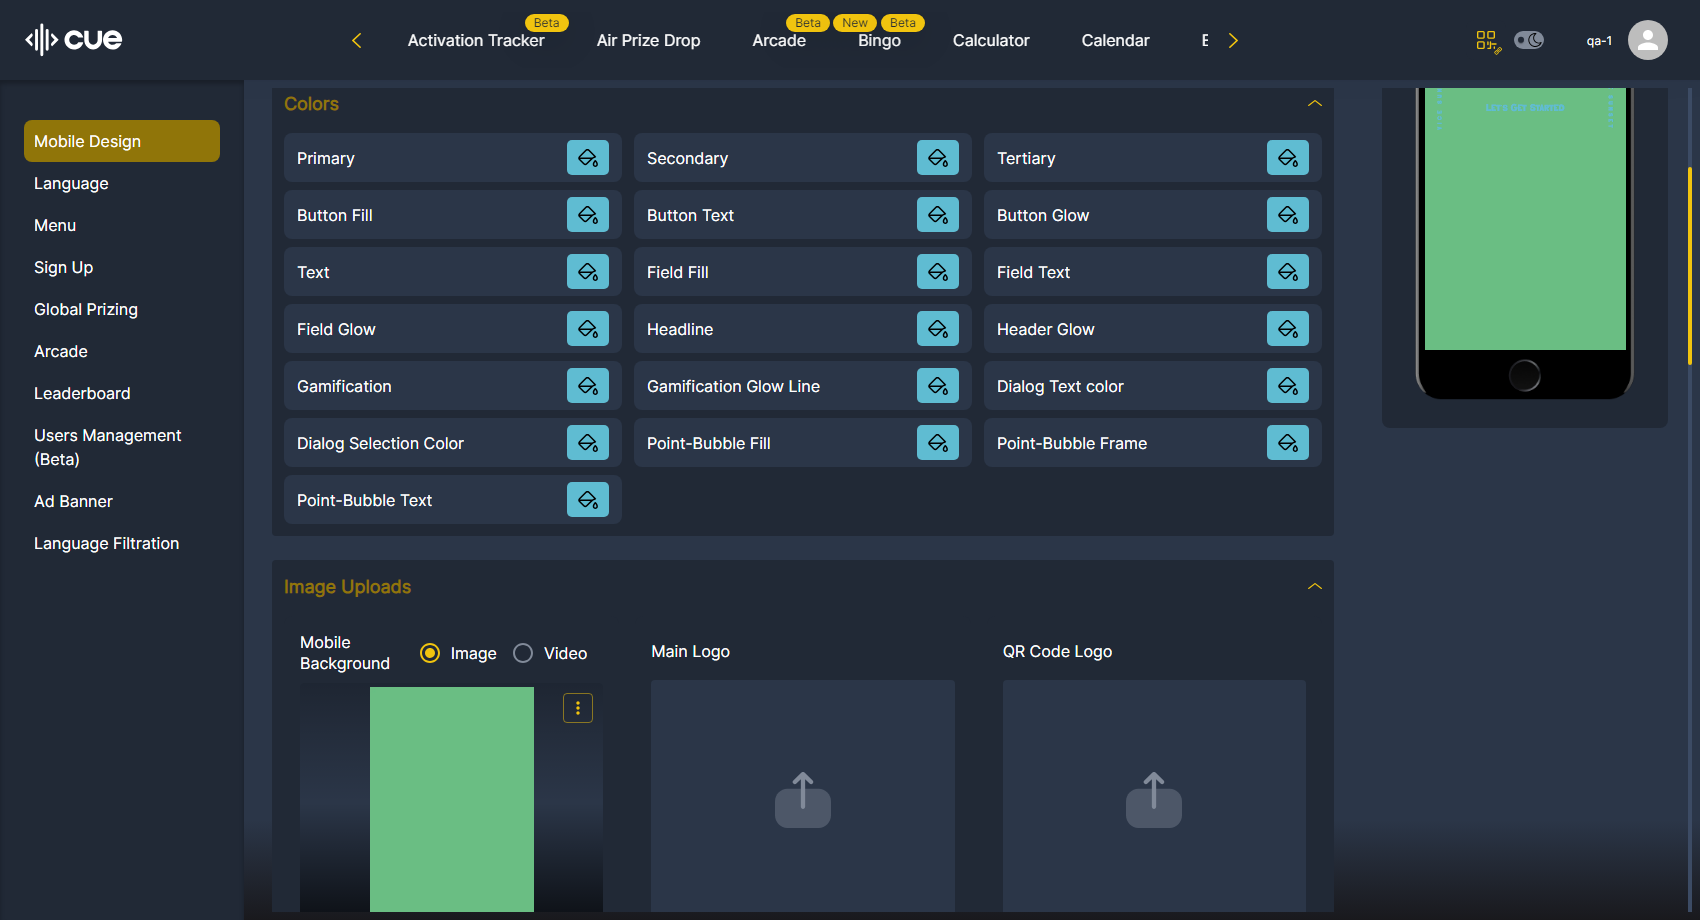 cue
Activation Tracker
Beta
Air Prize Drop
Arcade
Beta
Bingo
New
Beta
Calculator
Calendar
qa-1
Mobile Design
Language
Menu
Sign Up
Global Prizing
Arcade
Leaderboard
Users Management
(Beta)
Ad Banner
Language Filtration
Colors
Primary
Secondary
Tertiary
Button Fill
Button Text
Button Glow
Text
Field Fill
Field Text
Field Glow
Headline
Header Glow
Gamification
Gamification Glow Line
Dialog Text color
Dialog Selection Color
Point-Bubble Fill
Point-Bubble Frame
Point-Bubble Text
Image Uploads
Mobile
Background
Image
Video
Main Logo
QR Code Logo